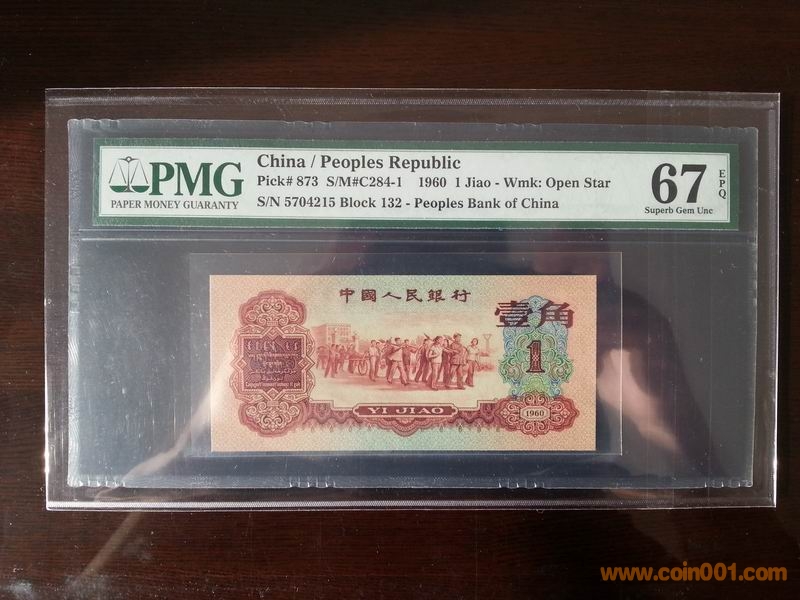 PMG
PAPER MONEY GUARANTY
China / Peoples Republic
Pick# 873 S/M#C284-1 1960 1 Jiao - Wmk: Open Star
S/N 5704215 Block 132 - Peoples Bank of China
67
EPQ
Superb Gem Unc
中國人民銀行
壹角
1
YI JIAO
1960
www.coin001.com